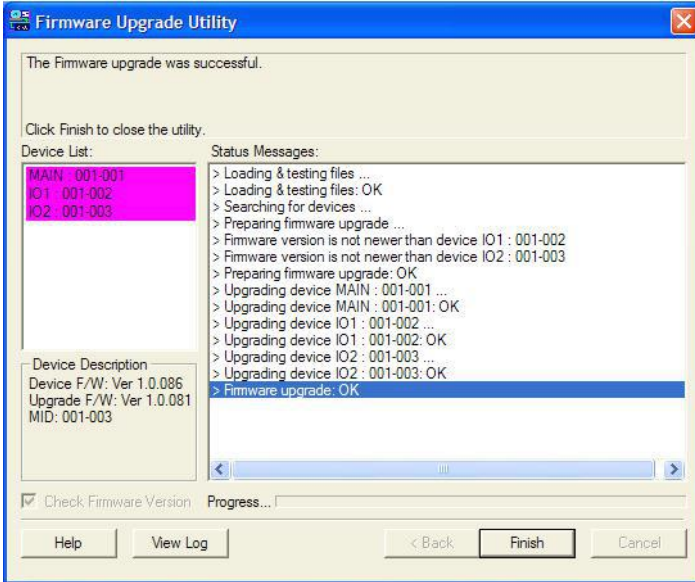 Firmware Upgrade Utility
The Firmware upgrade was successful.
Click Finish to close the utility.
Device List:
MAIN : 001-001
IO1 : 001-002
IO2 : 001-003
Status Messages:
> Loading & testing files ...
> Loading & testing files: OK
> Searching for devices ...
> Preparing firmware upgrade ...
> Firmware version is not newer than device IO1 : 001-002
> Firmware version is not newer than device IO2 : 001-003
> Preparing firmware upgrade: OK
> Upgrading device MAIN : 001-001 ...
> Upgrading device MAIN : 001-001: OK
> Upgrading device IO1 : 001-002 ...
> Upgrading device IO1 : 001-002: OK
> Upgrading device IO2 : 001-003 ...
> Upgrading device IO2 : 001-003: OK
> Firmware upgrade: OK
Device Description
Device F/W: Ver 1.0.086
Upgrade F/W: Ver 1.0.081
MID: 001-003
Check Firmware Version
Progress...
Help
View Log
< Back
Finish
Cancel